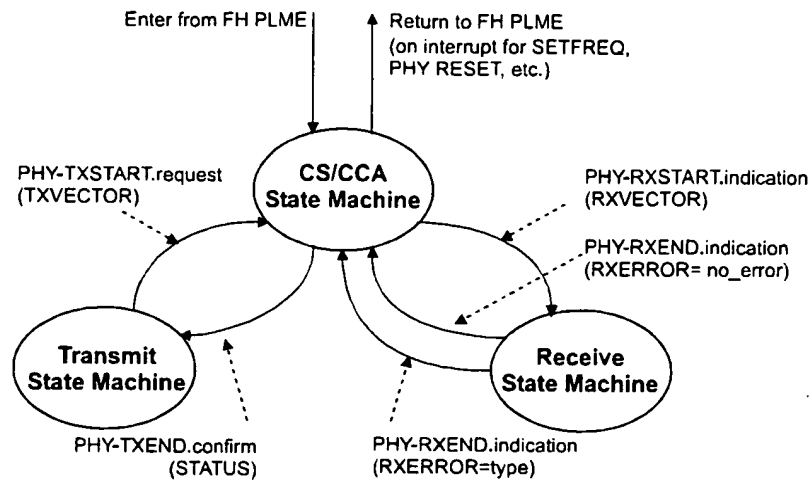 Enter from FH PLME
Return to FH PLME
(on interrupt for SETFREQ,
PHY RESET, etc.)
CS/CCA
State Machine
PHY-TXSTART.request
(TXVECTOR)
PHY-RXSTART.indication
(RXVECTOR)
PHY-RXEND.indication
(RXERROR= no_error)
Transmit
State Machine
Receive
State Machine
PHY-TXEND.confirm
(STATUS)
PHY-RXEND.indication
(RXERROR=type)